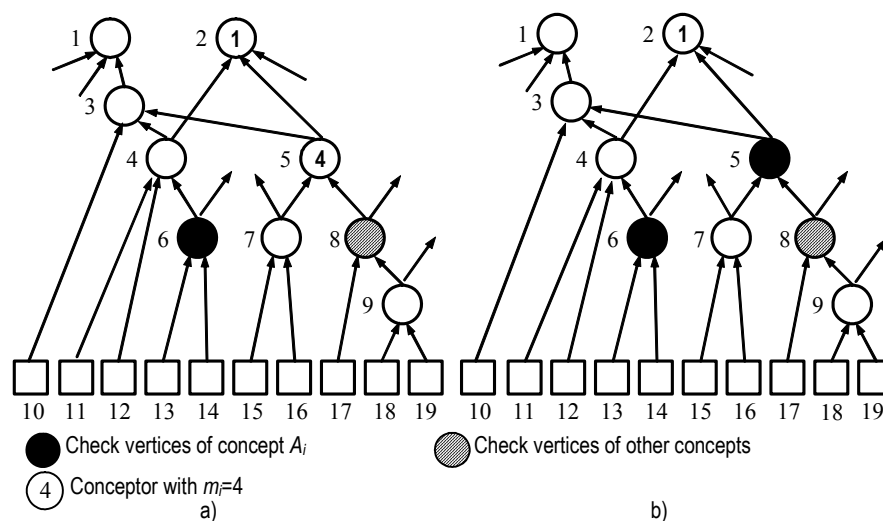 1 2 1 1 2 1
3 3
4 5 4 4 5
6 7 8 6 7 8
9 9
10 11 12 13 14 15 16 17 18 19 10 11 12 13 14 15 16 17 18 19
Check vertices of concept Ai Check vertices of other concepts
4 Conceptor with mi=4
a) b)